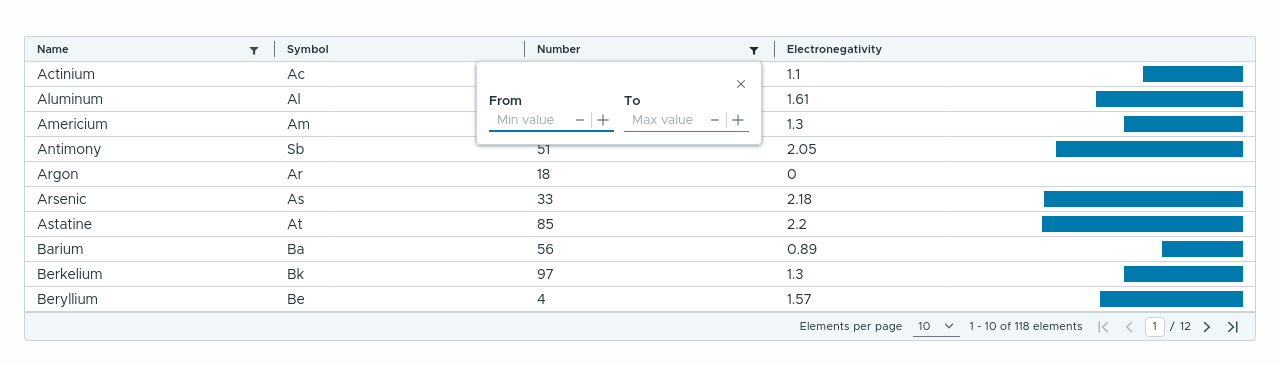 Name Symbol Number Electronegativity
Actinium Ac 1.1
Aluminum Al 1.61
Americium Am 1.3
From To
Min value Max value
Antimony Sb 51 2.05
Argon Ar 18 0
Arsenic As 33 2.18
Astatine At 85 2.2
Barium Ba 56 0.89
Berkelium Bk 97 1.3
Beryllium Be 4 1.57
Elements per page 10 1 - 10 of 118 elements 1 / 12